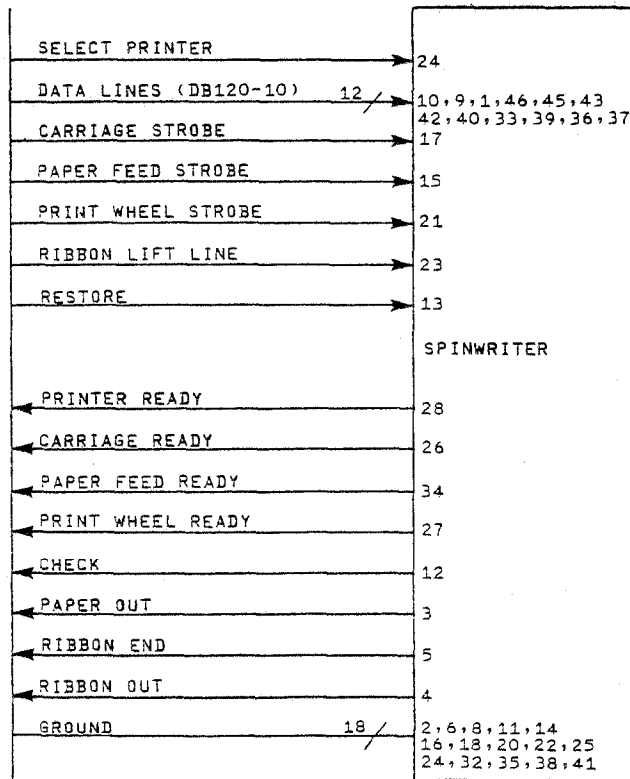 SELECT PRINTER 24
DATA LINES (DB120-10) 12 10,9,1,46,45,43
42,40,33,39,36,37
CARRIAGE STROBE 17
PAPER FEED STROBE 15
PRINT WHEEL STROBE 21
RIBBON LIFT LINE 23
RESTORE 13
SPINWRITER
PRINTER READY 28
CARRIAGE READY 26
PAPER FEED READY 34
PRINT WHEEL READY 27
CHECK 12
PAPER OUT 3
RIBBON END 5
RIBBON OUT 4
GROUND 18 2,6,8,11,14
16,18,20,22,25
24,32,35,38,41